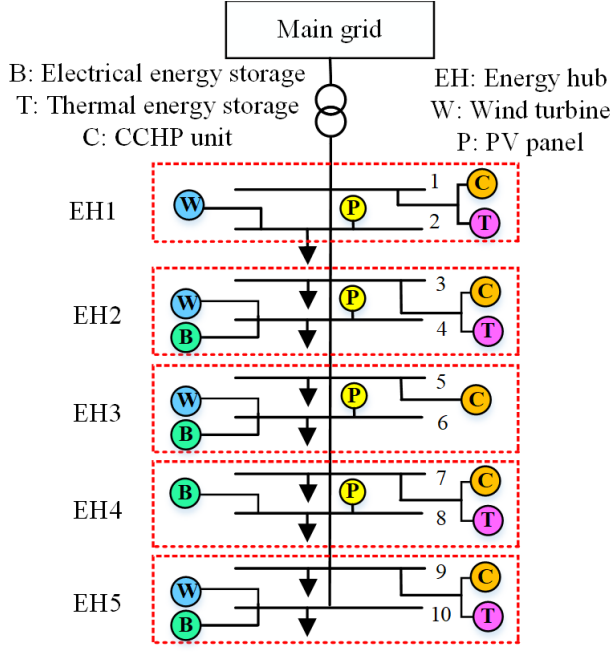 Main grid
B: Electrical energy storage
T: Thermal energy storage
C: CCHP unit
EH: Energy hub
W: Wind turbine
P: PV panel
EH1
W
P
1
2
C
T
EH2
W
B
P
3
4
C
T
EH3
W
B
P
5
6
C
EH4
B
P
7
8
C
T
EH5
W
B
9
10
C
T